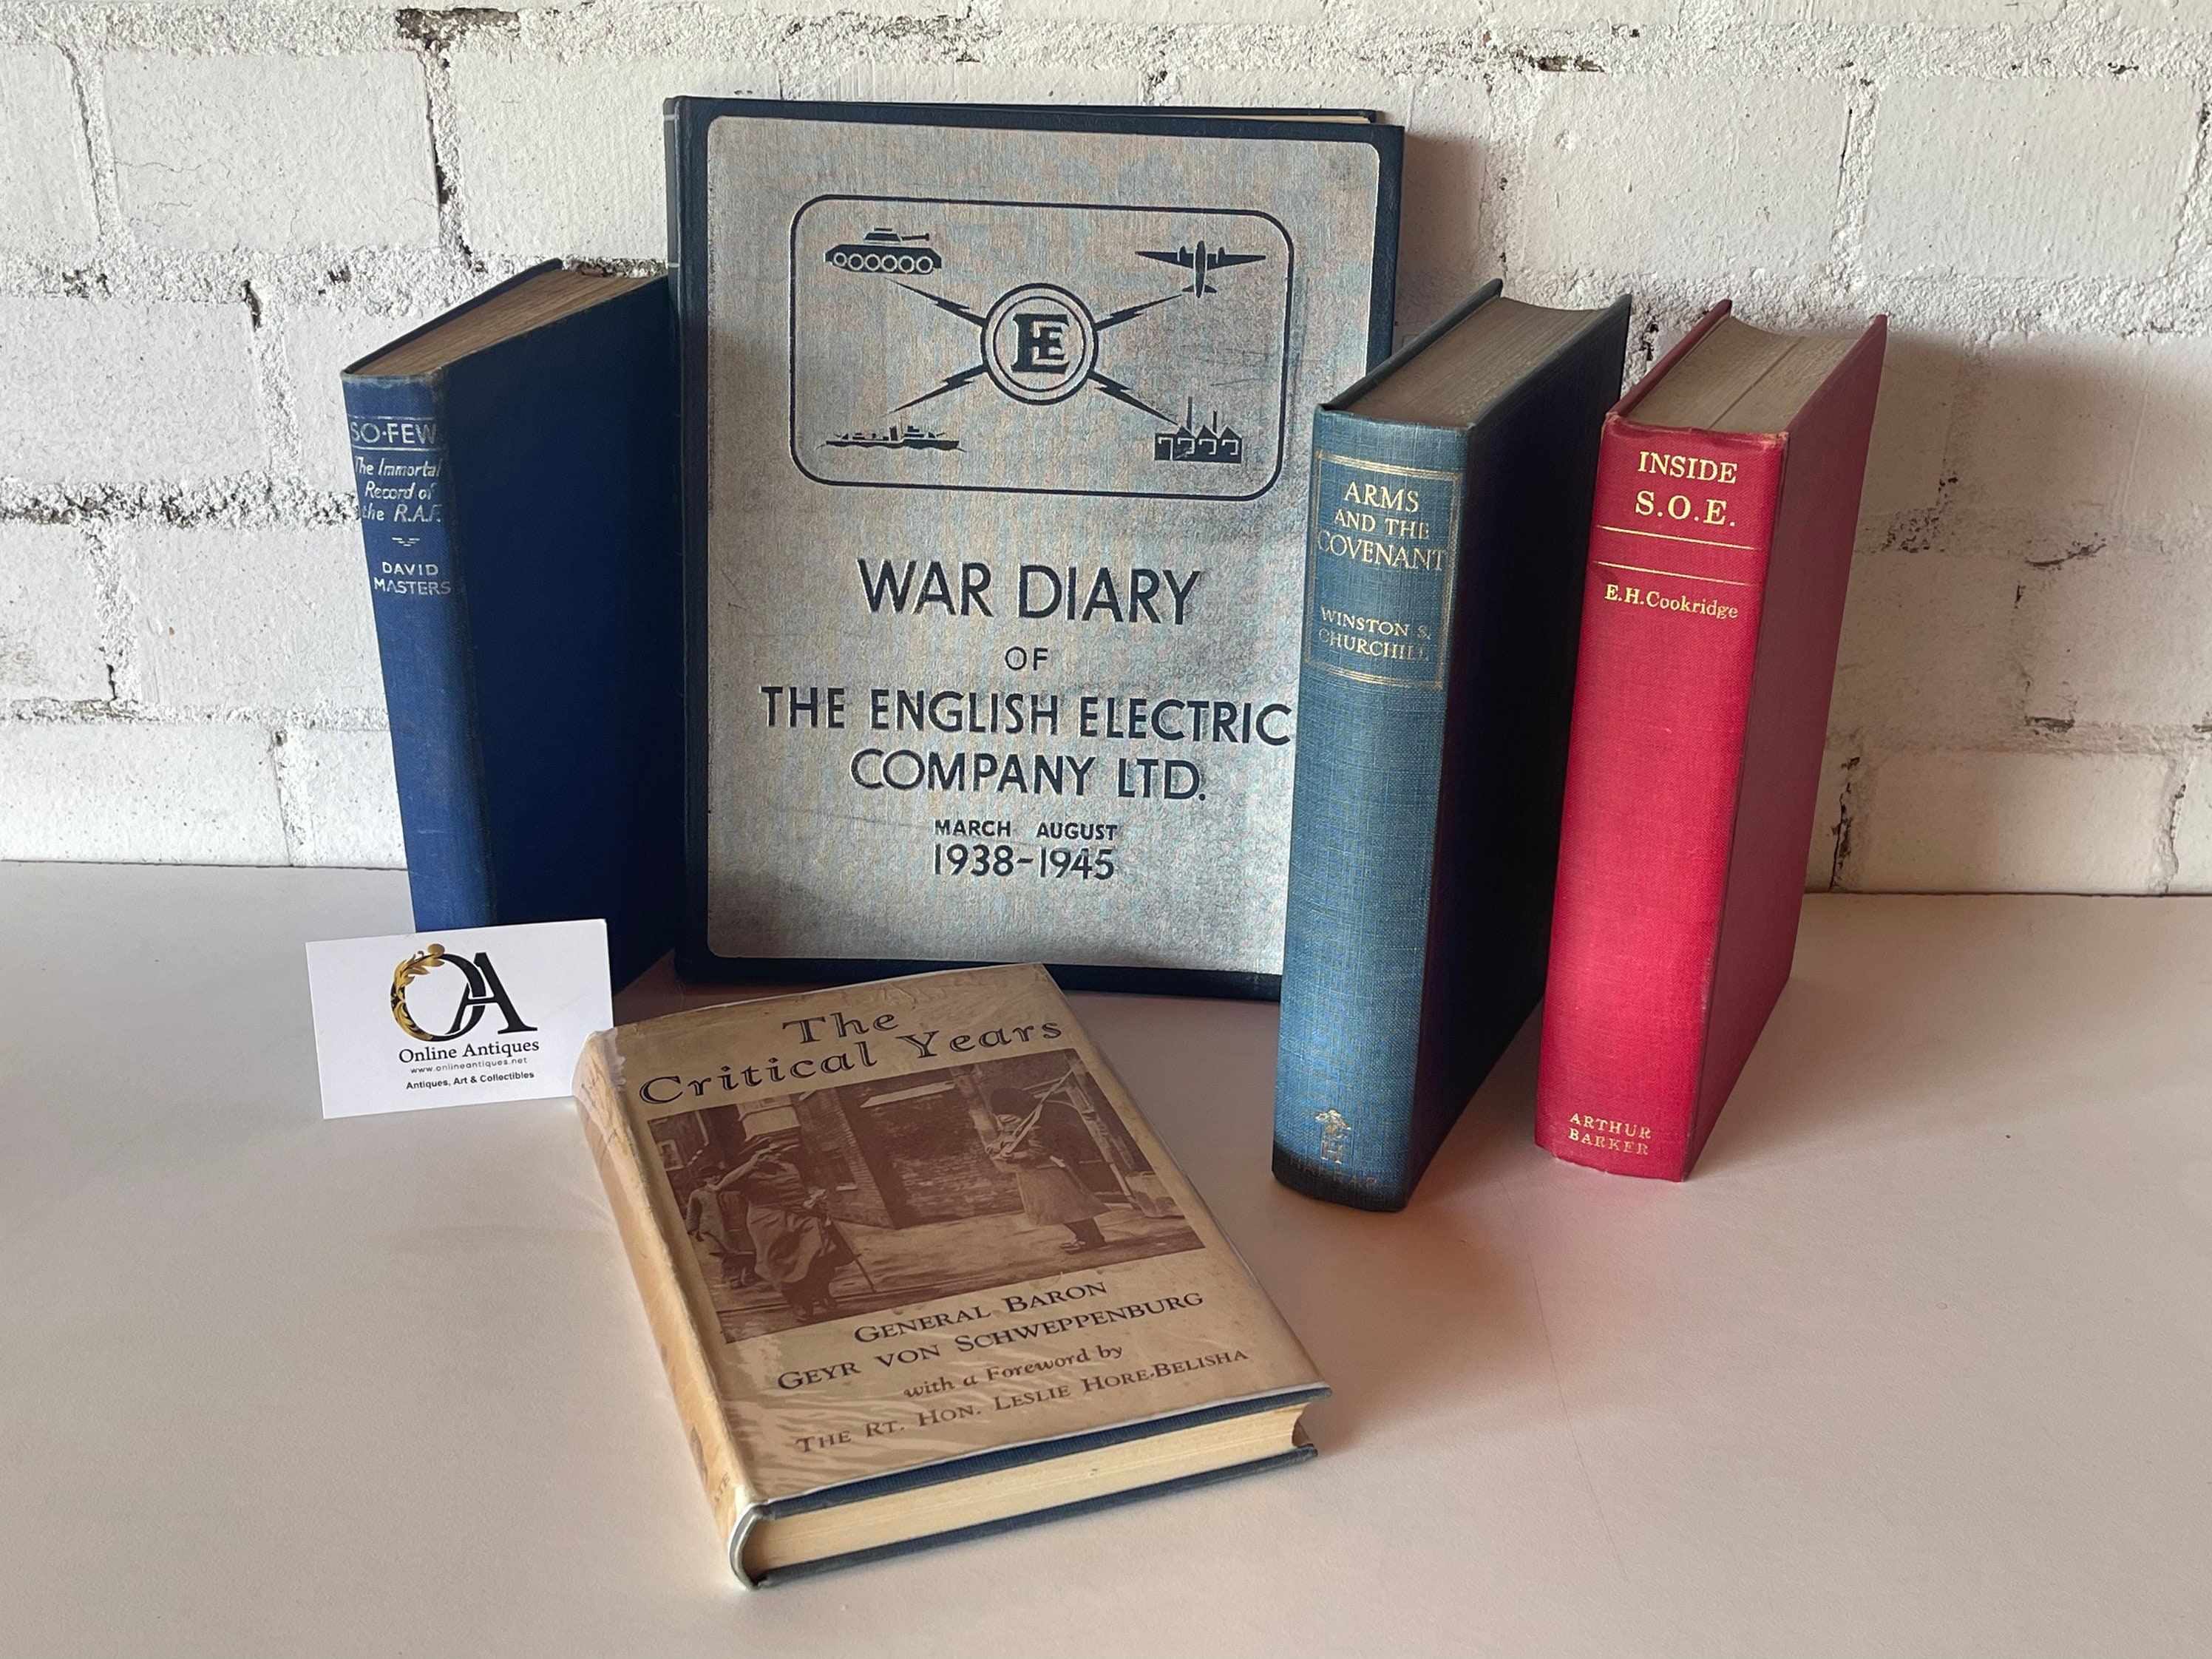 SO·FEW
The Immortal
Record of
the R.A.F.
DAVID
MASTERS
E
WAR DIARY
OF
THE ENGLISH ELECTRIC
COMPANY LTD.
MARCH AUGUST
1938-1945
ARMS
AND THE
COVENANT
WINSTON S.
CHURCHILL
H
HARRAP
INSIDE
S.O.E.
E.H.Cookridge
ARTHUR
BARKER
OA
Online Antiques
www.onlineantiques.net
Antiques, Art & Collectibles
The
Critical Years
GENERAL BARON
GEYR VON SCHWEPPENBURG
with a Foreword by
THE RT. HON. LESLIE HORE-BELISHA